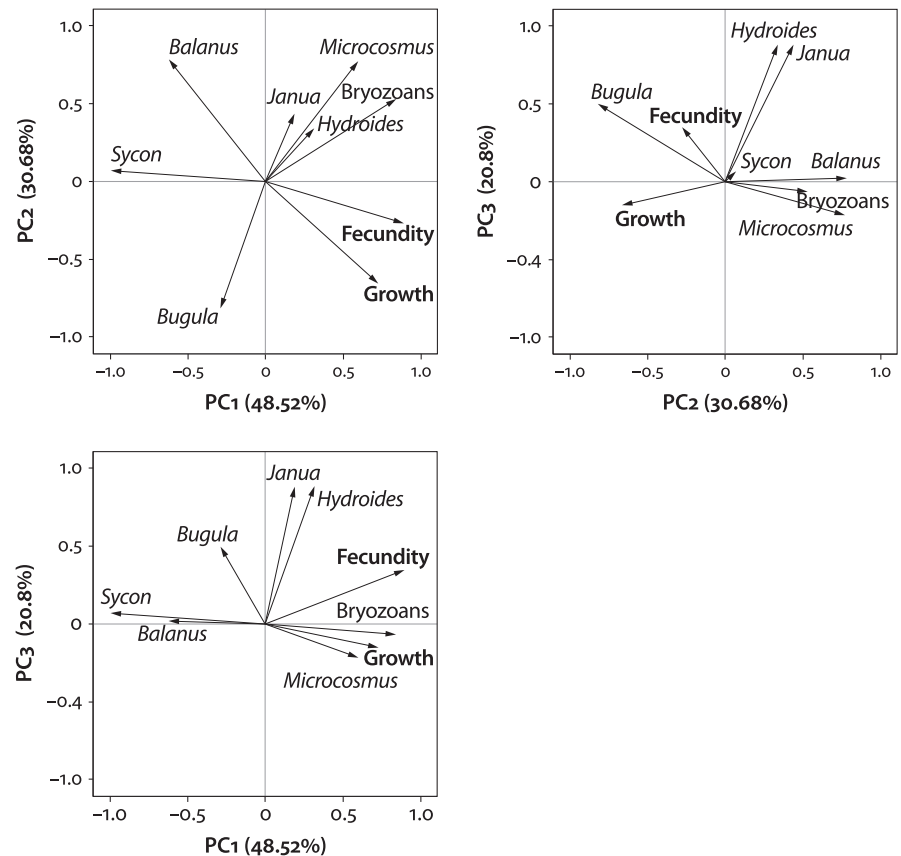 1.0
Balanus
Microcosmus
Janua
Bryozoans
0.5
Hydroides
PC2 (30.68%)
Sycon
0
Fecundity
−0.5
Growth
Bugula
−1.0
−1.0
−0.5
0
0.5
1.0
PC1 (48.52%)
1.0
Hydroides
Janua
Bugula
0.5
Fecundity
PC3 (20.8%)
Sycon
Balanus
0
Bryozoans
Growth
Microcosmus
−0.4
−1.0
−1.0
−0.5
0
0.5
1.0
PC2 (30.68%)
1.0
Janua
Hydroides
Bugula
0.5
Fecundity
PC3 (20.8%)
Sycon
Bryozoans
0
Balanus
Growth
Microcosmus
−0.4
−1.0
−1.0
−0.5
0
0.5
1.0
PC1 (48.52%)